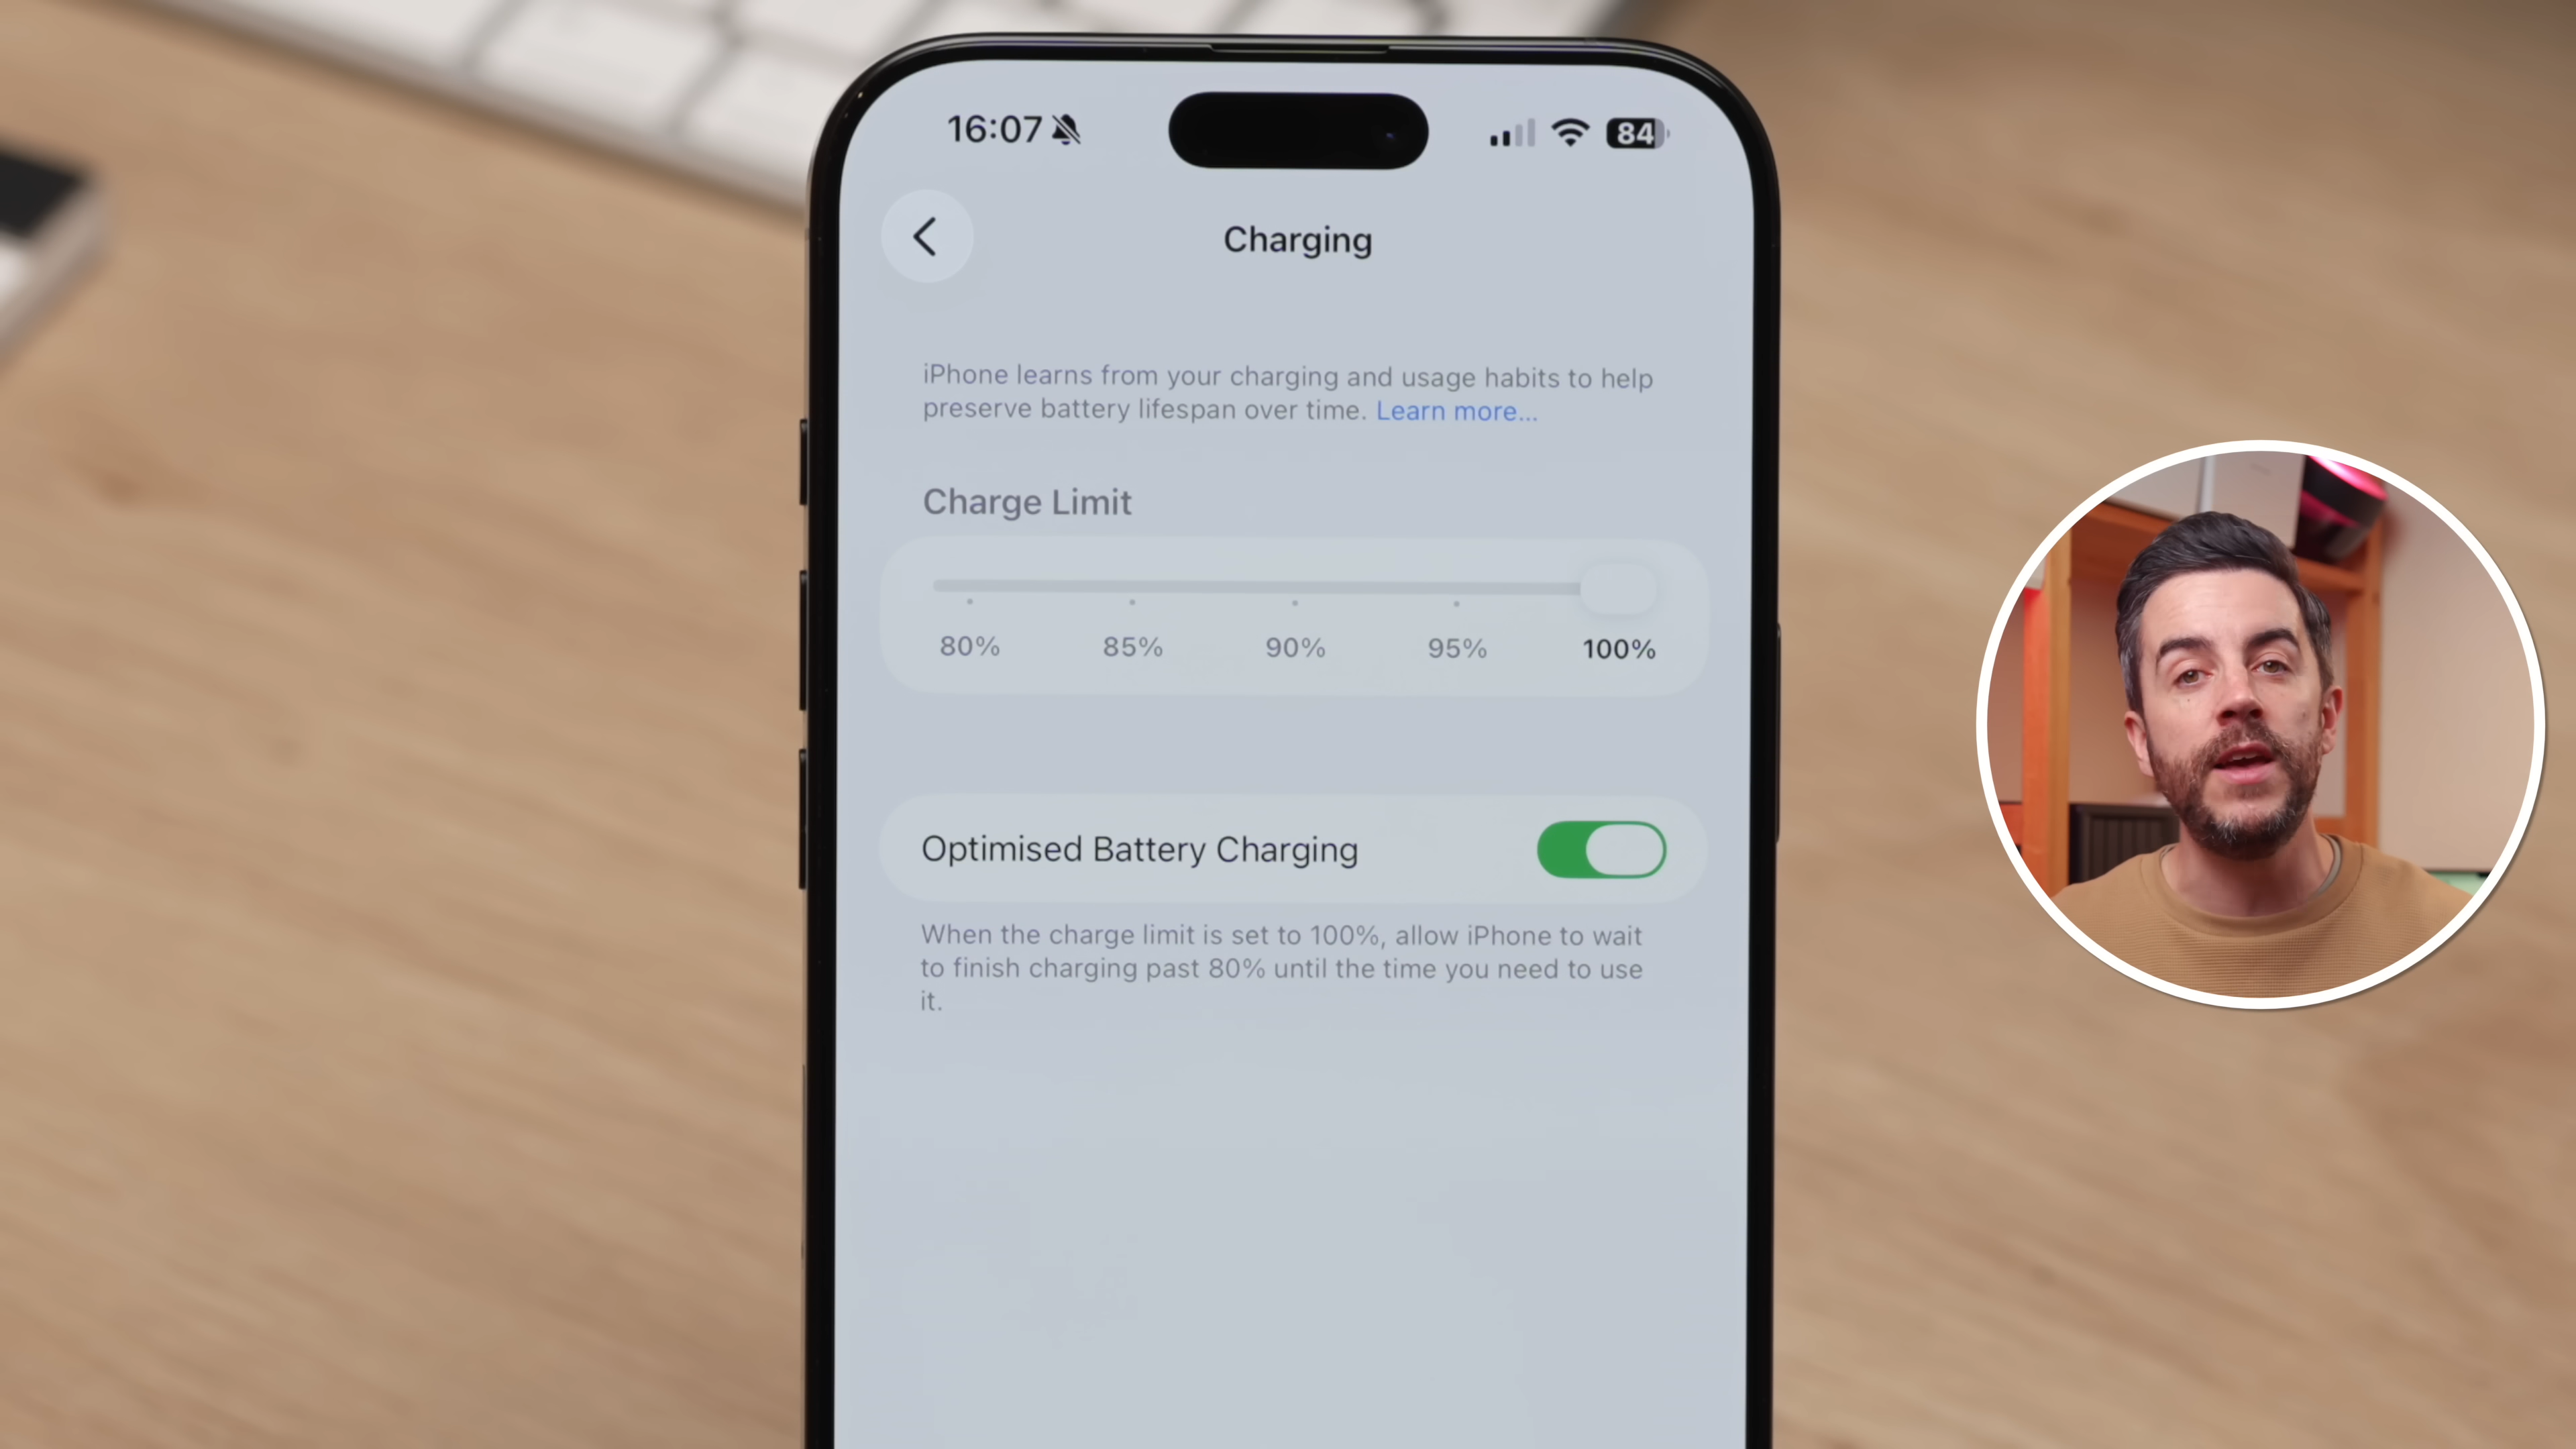 16:07
84
Charging
iPhone learns from your charging and usage habits to help
preserve battery lifespan over time. Learn more...
Charge Limit
80% 85% 90% 95% 100%
Optimised Battery Charging
When the charge limit is set to 100%, allow iPhone to wait
to finish charging past 80% until the time you need to use
it.